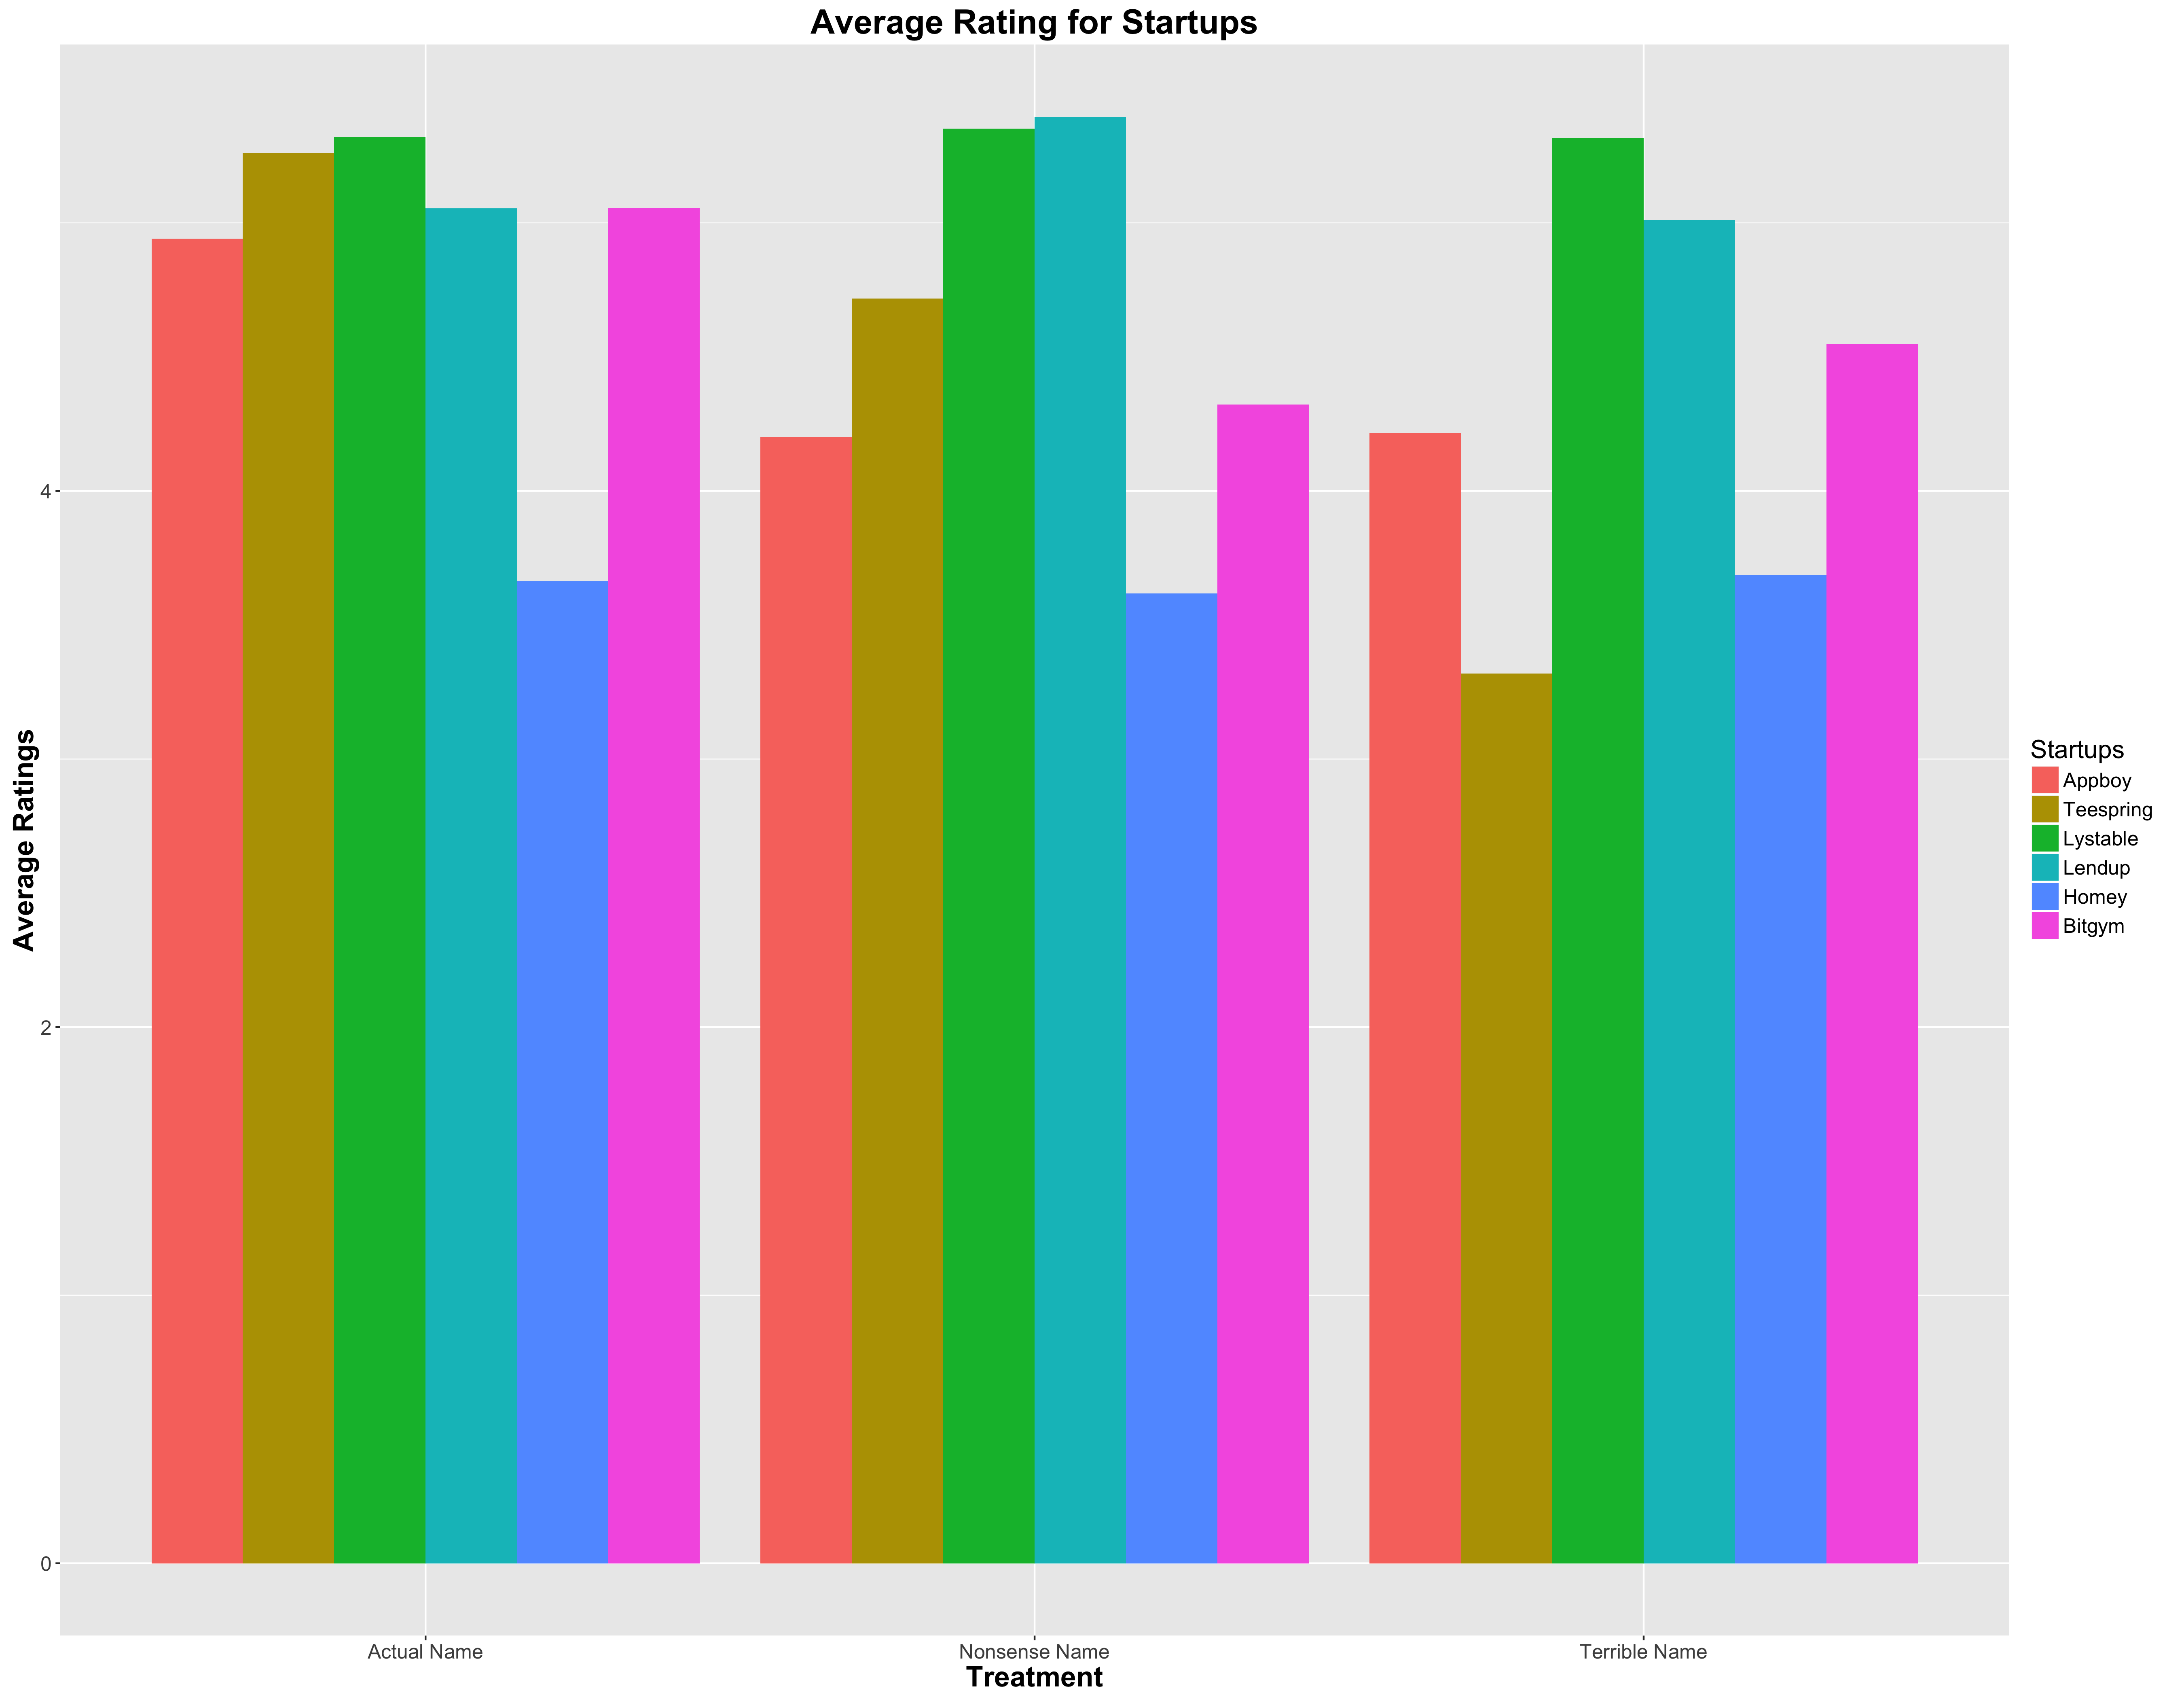 Average Rating for Startups
Average Ratings
4
2
0
Actual Name
Nonsense Name
Terrible Name
Treatment
Startups
Appboy
Teespring
Lystable
Lendup
Homey
Bitgym